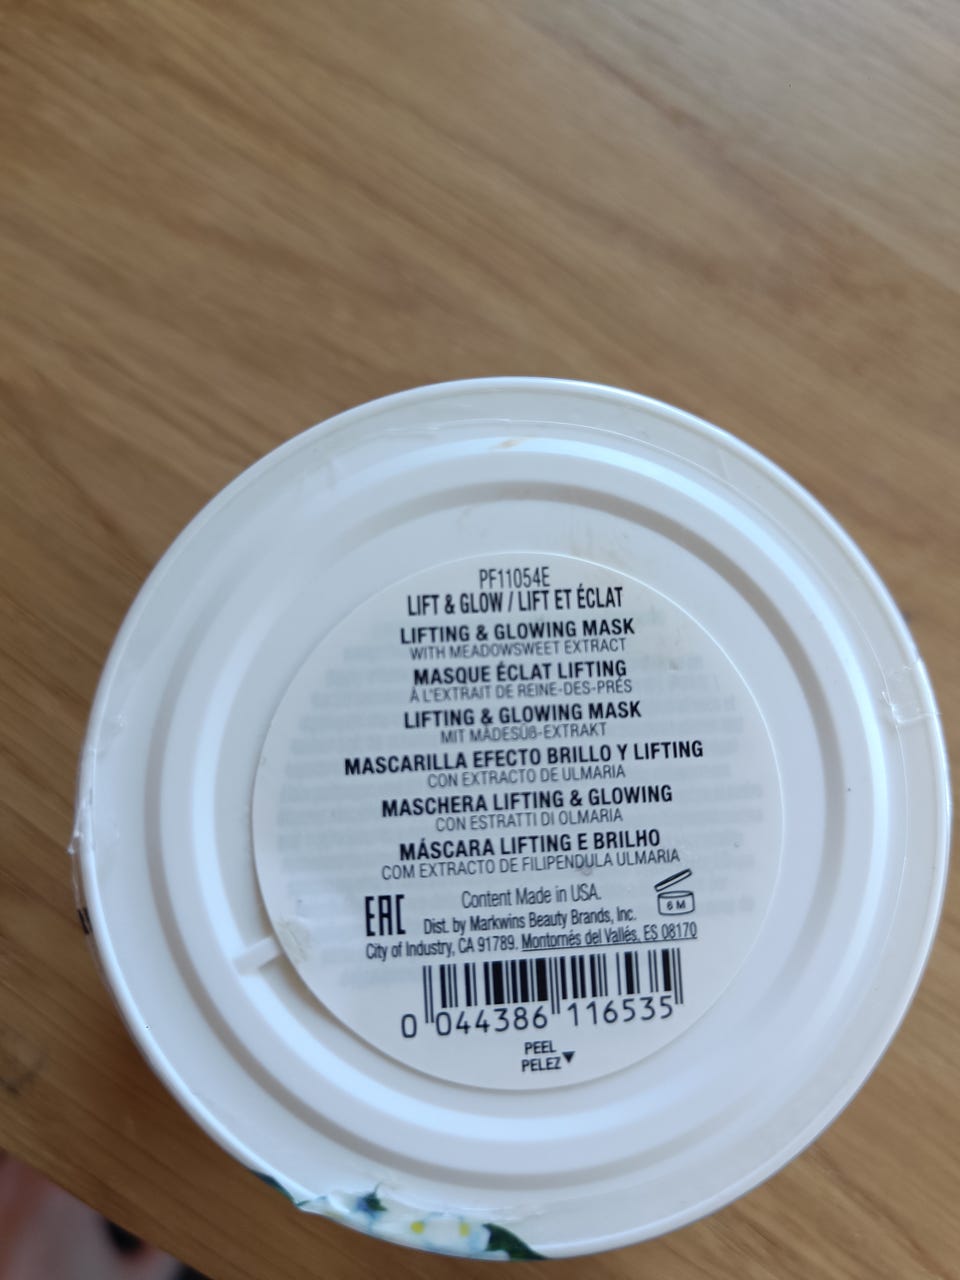 PF11054E
LIFT & GLOW / LIFT ET ÉCLAT
LIFTING & GLOWING MASK
WITH MEADOWSWEET EXTRACT
MASQUE ÉCLAT LIFTING
À L'EXTRAIT DE REINE-DES-PRÉS
LIFTING & GLOWING MASK
MIT MÄDESÜß-EXTRAKT
MASCARILLA EFECTO BRILLO Y LIFTING
CON EXTRACTO DE ULMARIA
MASCHERA LIFTING & GLOWING
CON ESTRATTI DI OLMARIA
MÁSCARA LIFTING E BRILHO
COM EXTRACTO DE FILIPENDULA ULMARIA
EAC
Content Made in USA.
6 M
Dist. by Markwins Beauty Brands, Inc.
City of Industry, CA 91789. Montornés del Vallés, ES 08170
0 044386 116535
PEEL
PELEZ